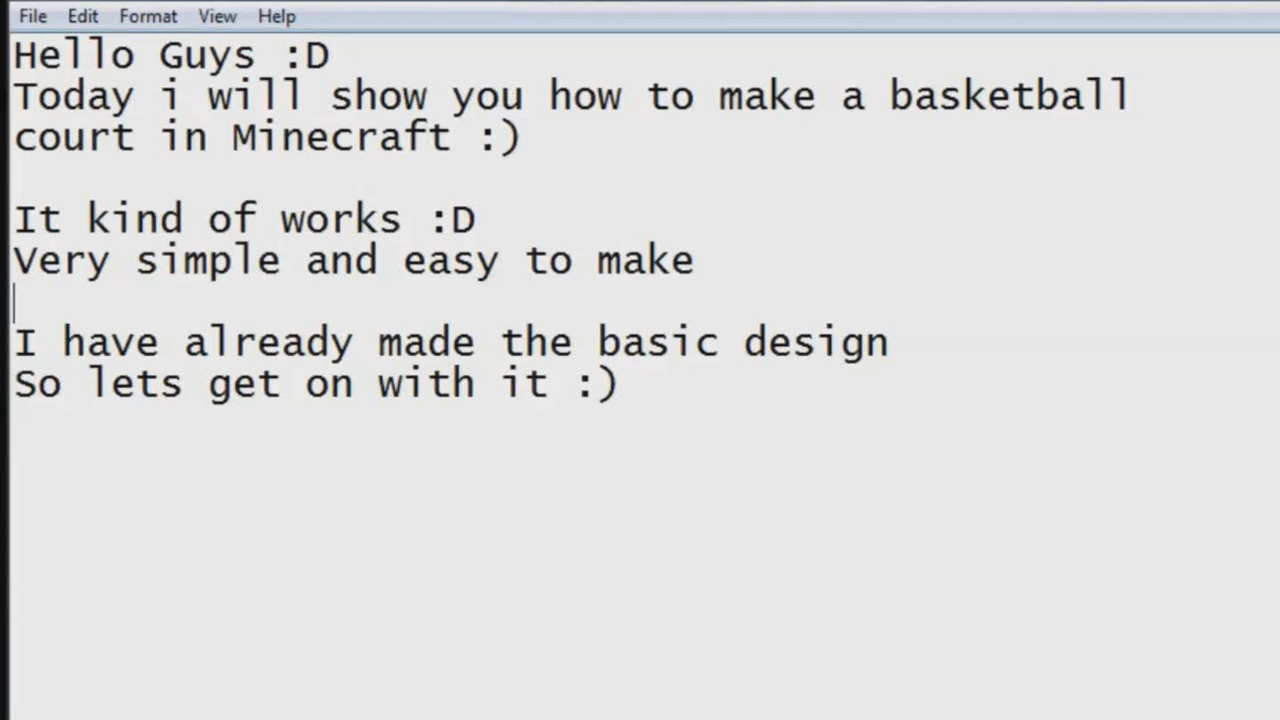 File Edit Format View Help
Hello Guys :D
Today i will show you how to make a basketball
court in Minecraft :)
It kind of works :D
Very simple and easy to make
I have already made the basic design
So lets get on with it :)